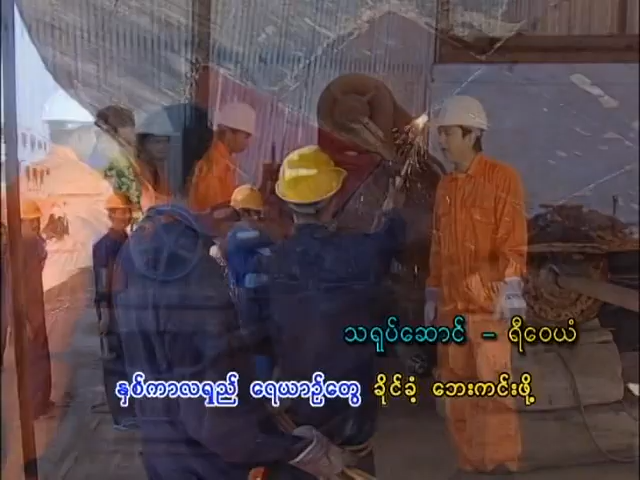 သရုပ်ဆောင် - ရီဝေယံ
နှစ်ကာလရှည် ရေယာဉ်တွေ ခိုင်ခံ့ ဘေးကင်းဖို့